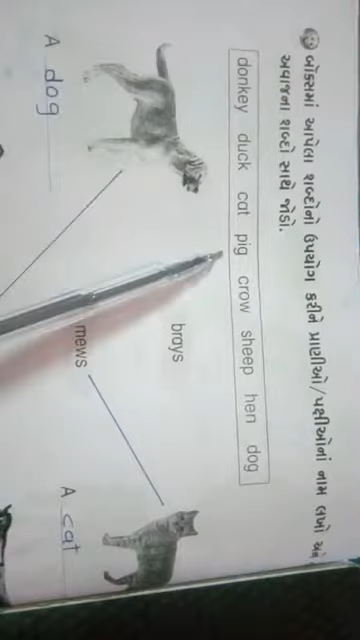 બૉક્સમાં આપેલા શબ્દોનો ઉપયોગ કરીને પ્રાણીઓ/પક્ષીઓનાં નામ લખો અને
અવાજના શબ્દો સાથે જોડો.
donkey duck cat pig crow sheep hen dog
brays
mews
A dog
A cat